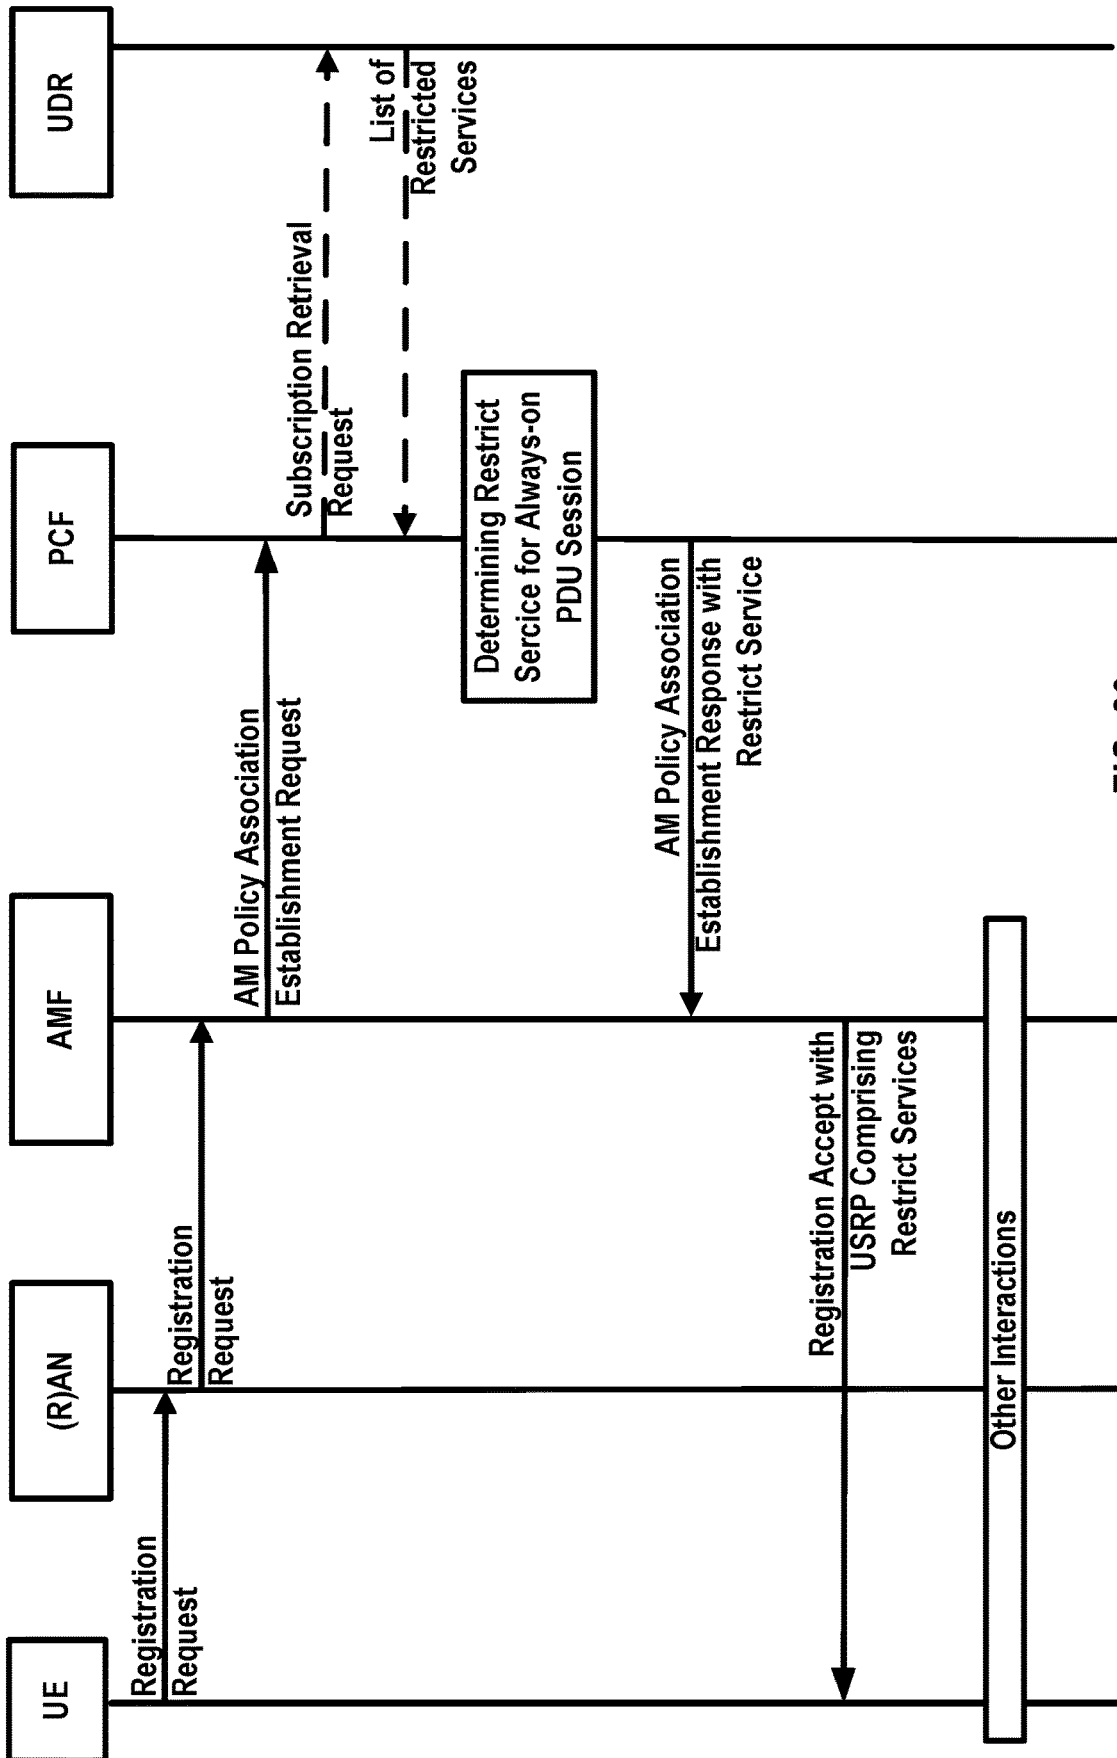 UE
(R)AN
AMF
PCF
UDR
Registration
Request
Registration
Request
AM Policy Association
Establishment Request
Subscription Retrieval
Request
List of
Restricted
Services
Determining Restrict
Sercice for Always-on
PDU Session
AM Policy Association
Establishment Response with
Restrict Service
Registration Accept with
USRP Comprising
Restrict Services
Other Interactions